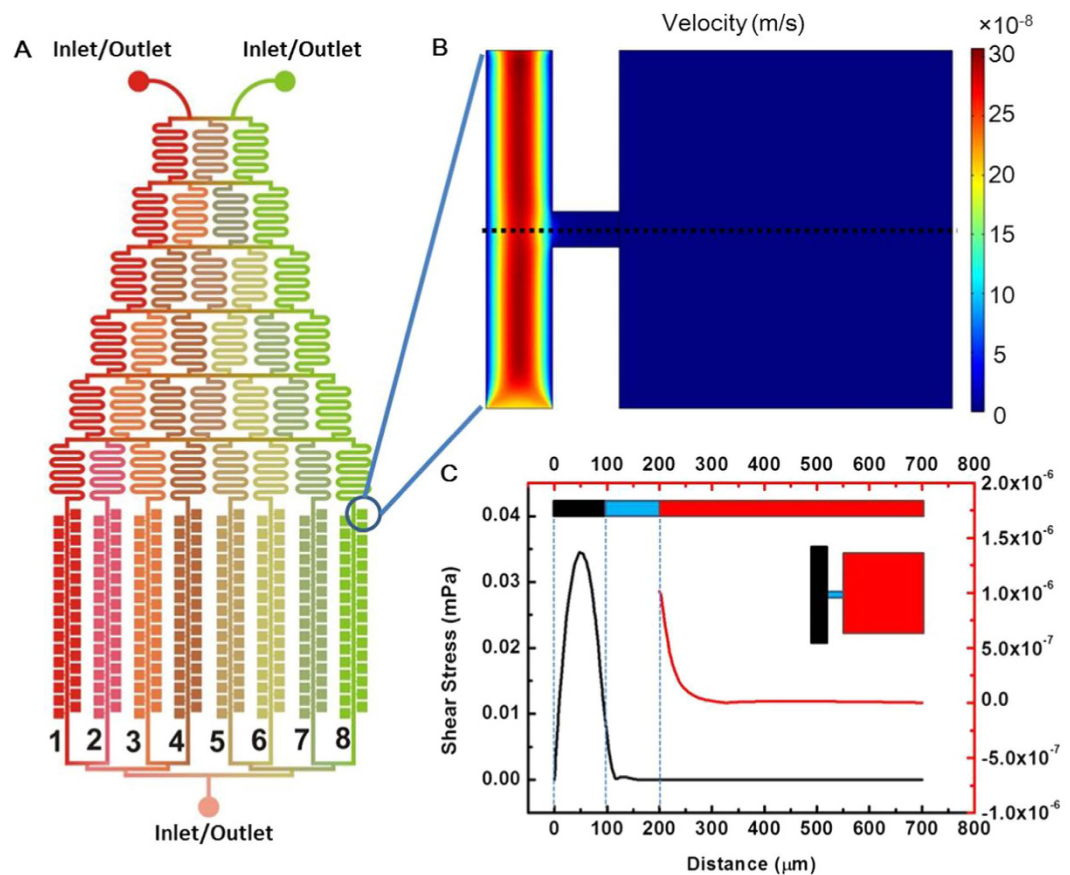 A
Inlet/Outlet
Inlet/Outlet
1 2 3 4 5 6 7 8
Inlet/Outlet
B
Velocity (m/s)
×10⁻⁸
30
25
20
15
10
5
0
C
0 100 200 300 400 500 600 700 800
0.04
0.03
0.02
0.01
0.00
Shear Stress (mPa)
2.0x10⁻⁶
1.5x10⁻⁶
1.0x10⁻⁶
5.0x10⁻⁷
0.0
-5.0x10⁻⁷
-1.0x10⁻⁶
0 100 200 300 400 500 600 700 800
Distance (μm)